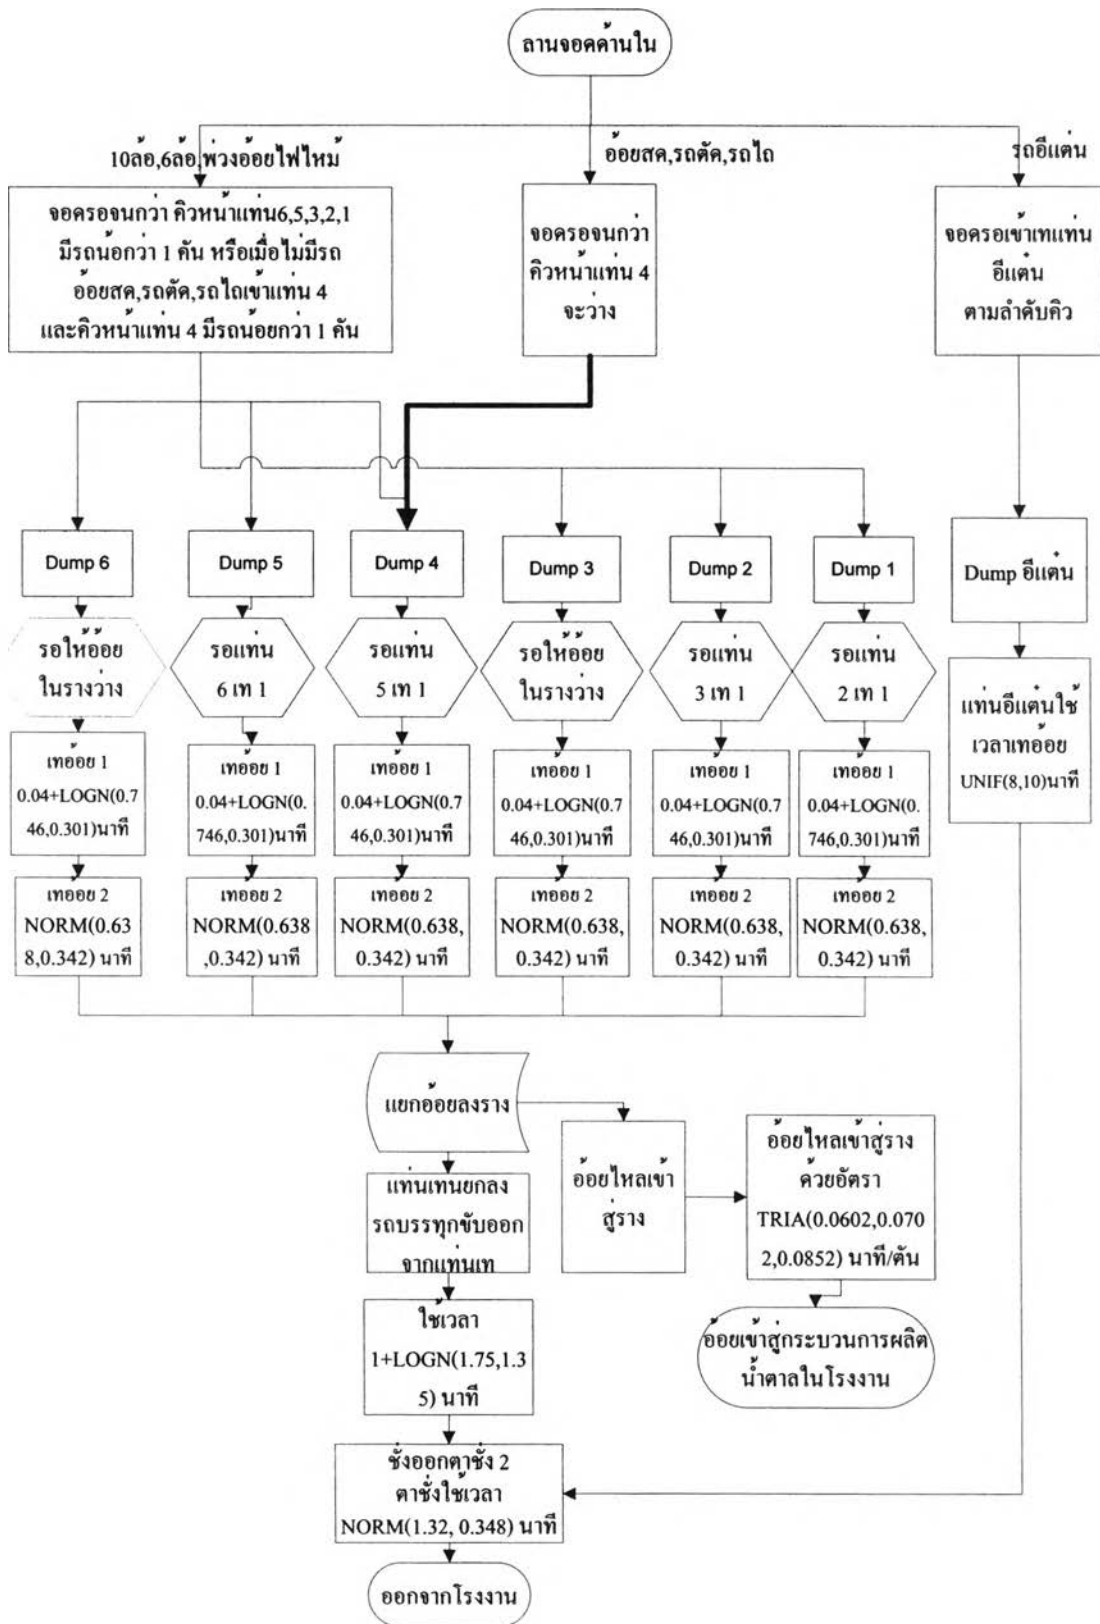 ลานจอดด้านใน
10ล้อ,6ล้อ,พ่วงอ้อยไฟไหม้
อ้อยสด,รถตัด,รถไถ
รถอีแต๋น
จอดรอจนกว่า คิวหน้าแท่น6,5,3,2,1
มีรถน้อกว่า 1 คัน หรือเมื่อไม่มีรถ
อ้อยสด,รถตัด,รถไถเข้าแท่น 4
และคิวหน้าแท่น 4 มีรถน้อยกว่า 1 คัน
จอดรอจนกว่า
คิวหน้าแท่น 4
จะว่าง
จอดรอเข้าเทแท่น
อีแต๋น
ตามลำดับคิว
Dump 6
Dump 5
Dump 4
Dump 3
Dump 2
Dump 1
Dump อีแต๋น
รอให้อ้อย
ในรางว่าง
รอแท่น
6 เท 1
รอแท่น
5 เท 1
รอให้อ้อย
ในรางว่าง
รอแท่น
3 เท 1
รอแท่น
2 เท 1
แท่นอีแต๋นใช้
เวลาเทอ้อย
UNIF(8,10)นาที
เทอ้อย 1
0.04+LOGN(0.7
46,0.301)นาที
เทอ้อย 1
0.04+LOGN(0.
746,0.301)นาที
เทอ้อย 1
0.04+LOGN(0.7
46,0.301)นาที
เทอ้อย 1
0.04+LOGN(0.7
46,0.301)นาที
เทอ้อย 1
0.04+LOGN(0.7
46,0.301)นาที
เทอ้อย 1
0.04+LOGN(0.
746,0.301)นาที
เทอ้อย 2
NORM(0.63
8,0.342) นาที
เทอ้อย 2
NORM(0.638
,0.342) นาที
เทอ้อย 2
NORM(0.638,
0.342) นาที
เทอ้อย 2
NORM(0.638,
0.342) นาที
เทอ้อย 2
NORM(0.638,
0.342) นาที
เทอ้อย 2
NORM(0.638,
0.342) นาที
แยกอ้อยลงราง
อ้อยไหลเข้า
สู่ราง
อ้อยไหลเข้าสู่ราง
ด้วยอัตรา
TRIA(0.0602,0.070
2,0.0852) นาที/ตัน
แท่นเทนยกลง
รถบรรทุกขับออก
จากแท่นเท
อ้อยเข้าสู่กระบวนการผลิต
น้ำตาลในโรงงาน
ใช้เวลา
1+LOGN(1.75,1.3
5) นาที
ชั่งออกตาชั่ง 2
ตาชั่งใช้เวลา
NORM(1.32, 0.348) นาที
ออกจากโรงงาน